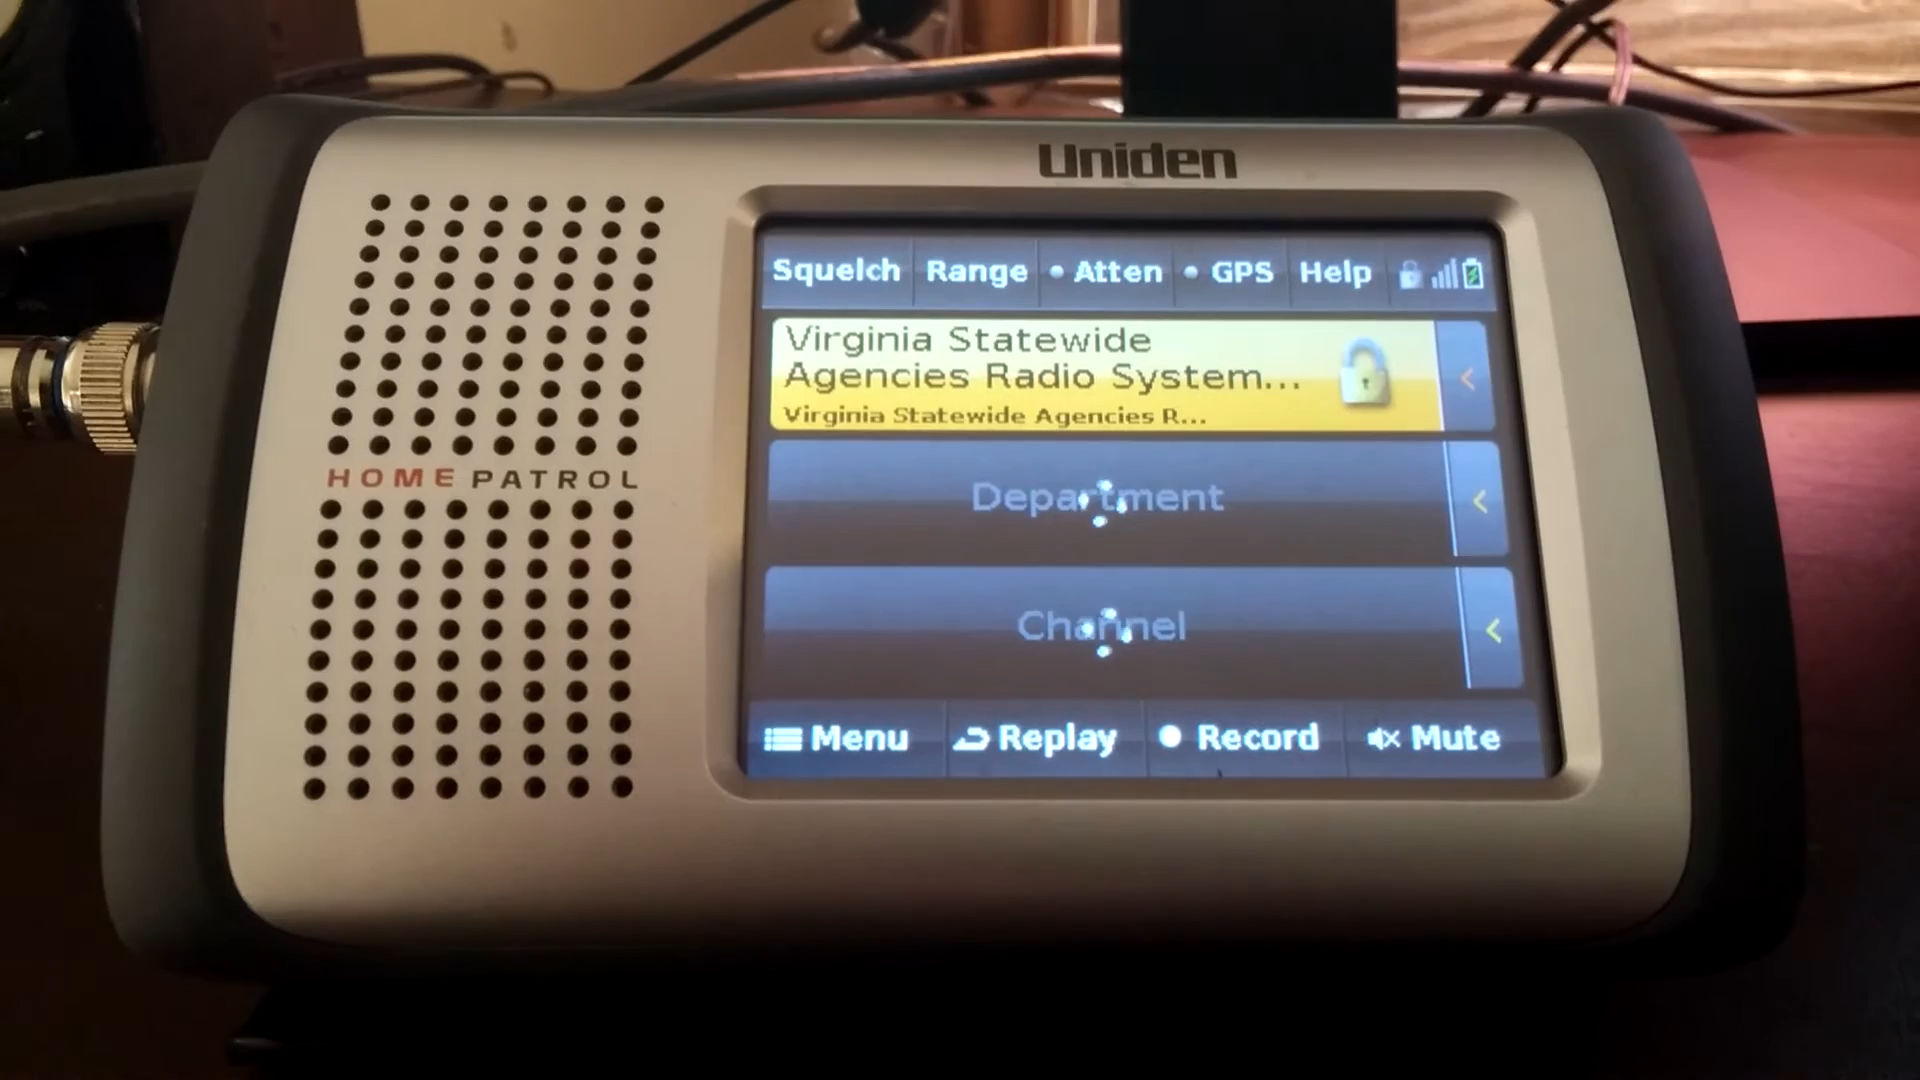 Uniden
Squelch Range Atten GPS Help
Virginia Statewide
Agencies Radio System...
Virginia Statewide Agencies R...
HOME PATROL
Department
Channel
Menu Replay Record Mute